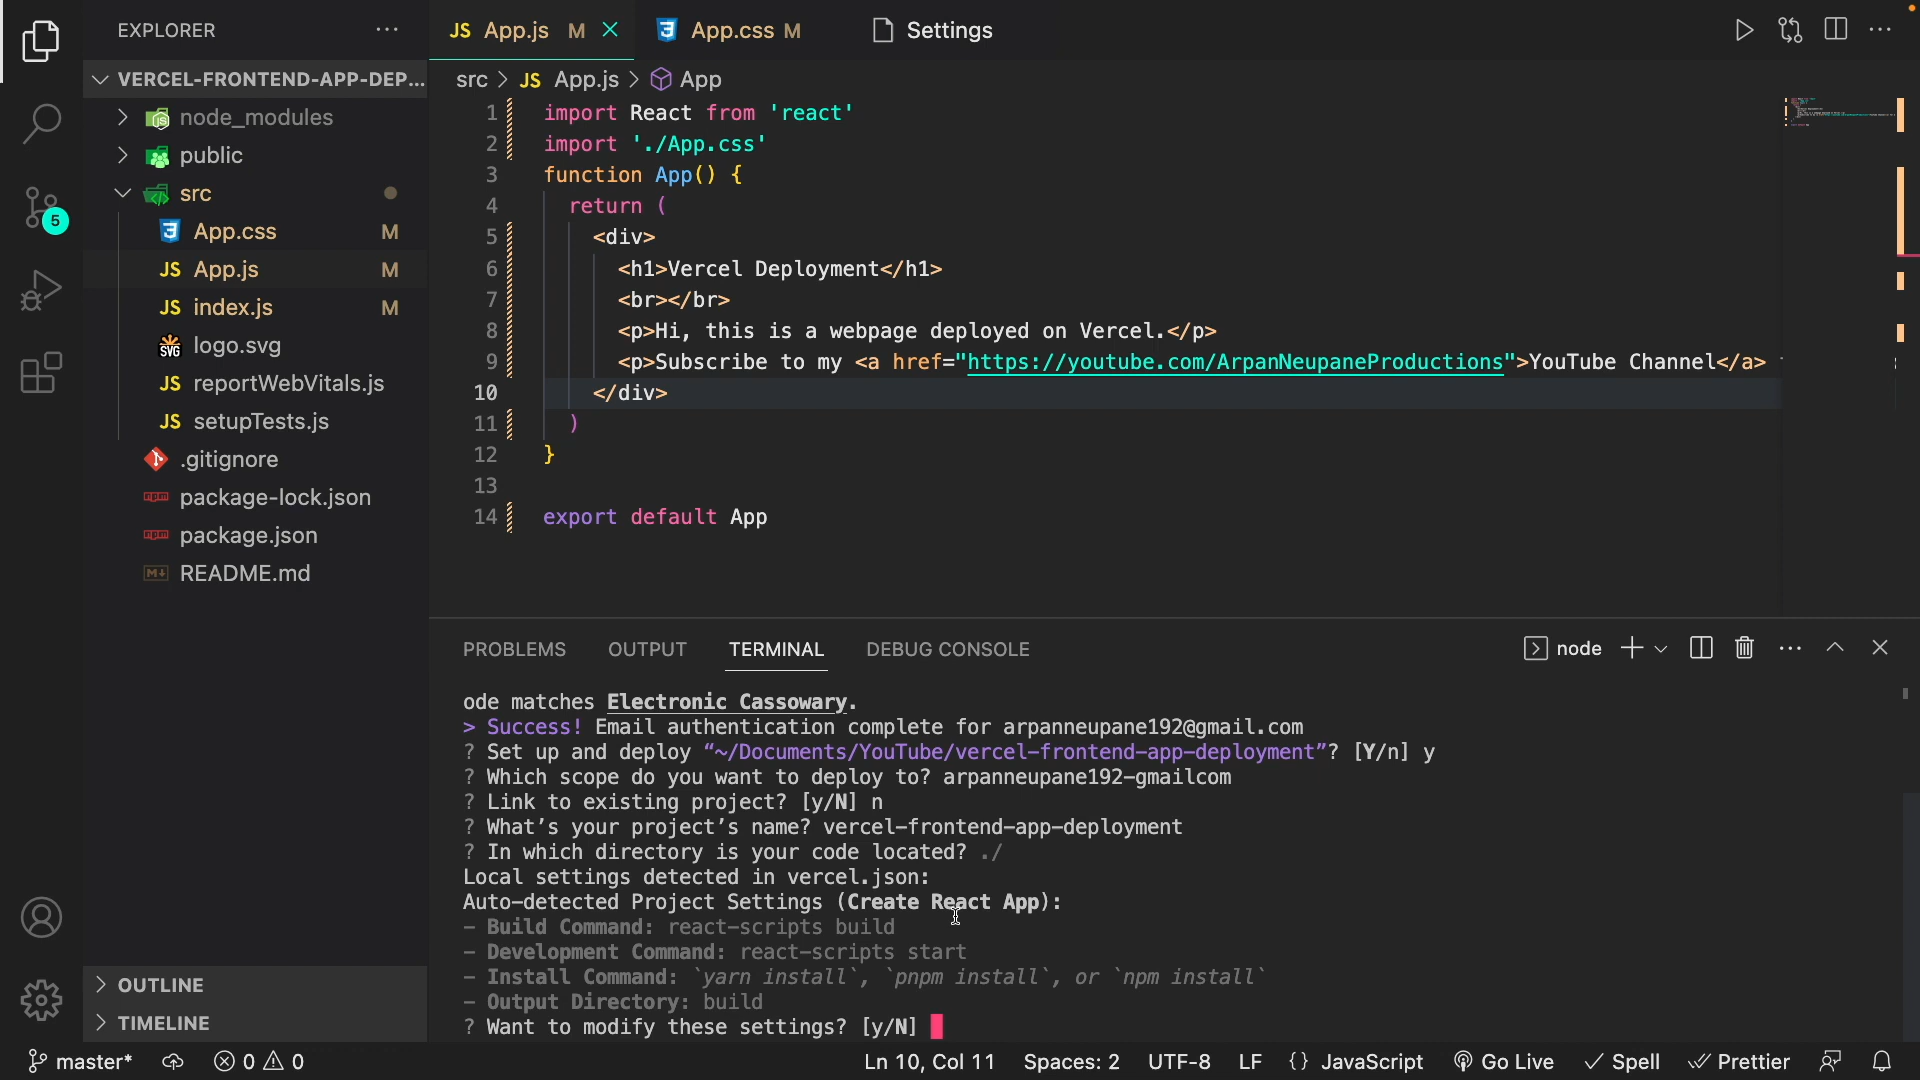 EXPLORER
VERCEL-FRONTEND-APP-DEP...
node_modules
public
src
App.css M
App.js M
index.js M
logo.svg
reportWebVitals.js
setupTests.js
.gitignore
package-lock.json
package.json
README.md
OUTLINE
TIMELINE
5
JS App.js M
App.css M
Settings
src > JS App.js > App
1 import React from 'react'
2 import './App.css'
3 function App() {
4 return (
5 <div>
6 <h1>Vercel Deployment</h1>
7 <br></br>
8 <p>Hi, this is a webpage deployed on Vercel.</p>
9 <p>Subscribe to my <a href="https://youtube.com/ArpanNeupaneProductions">YouTube Channel</a>
10 </div>
11 )
12 }
13
14 export default App
PROBLEMS OUTPUT TERMINAL DEBUG CONSOLE
node
ode matches Electronic Cassowary.
> Success! Email authentication complete for arpanneupane192@gmail.com
? Set up and deploy “~/Documents/YouTube/vercel-frontend-app-deployment”? [Y/n] y
? Which scope do you want to deploy to? arpanneupane192-gmailcom
? Link to existing project? [y/N] n
? What’s your project’s name? vercel-frontend-app-deployment
? In which directory is your code located? ./
Local settings detected in vercel.json:
Auto-detected Project Settings (Create React App):
- Build Command: react-scripts build
- Development Command: react-scripts start
- Install Command: `yarn install`, `pnpm install`, or `npm install`
- Output Directory: build
? Want to modify these settings? [y/N]
master* 0 0 Ln 10, Col 11 Spaces: 2 UTF-8 LF {} JavaScript Go Live Spell Prettier